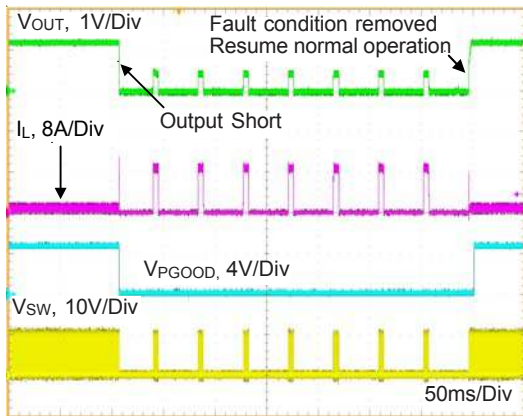 VOUT, 1V/Div
Fault condition removed
Resume normal operation
Output Short
IL, 8A/Div
VPGOOD, 4V/Div
VSW, 10V/Div
50ms/Div